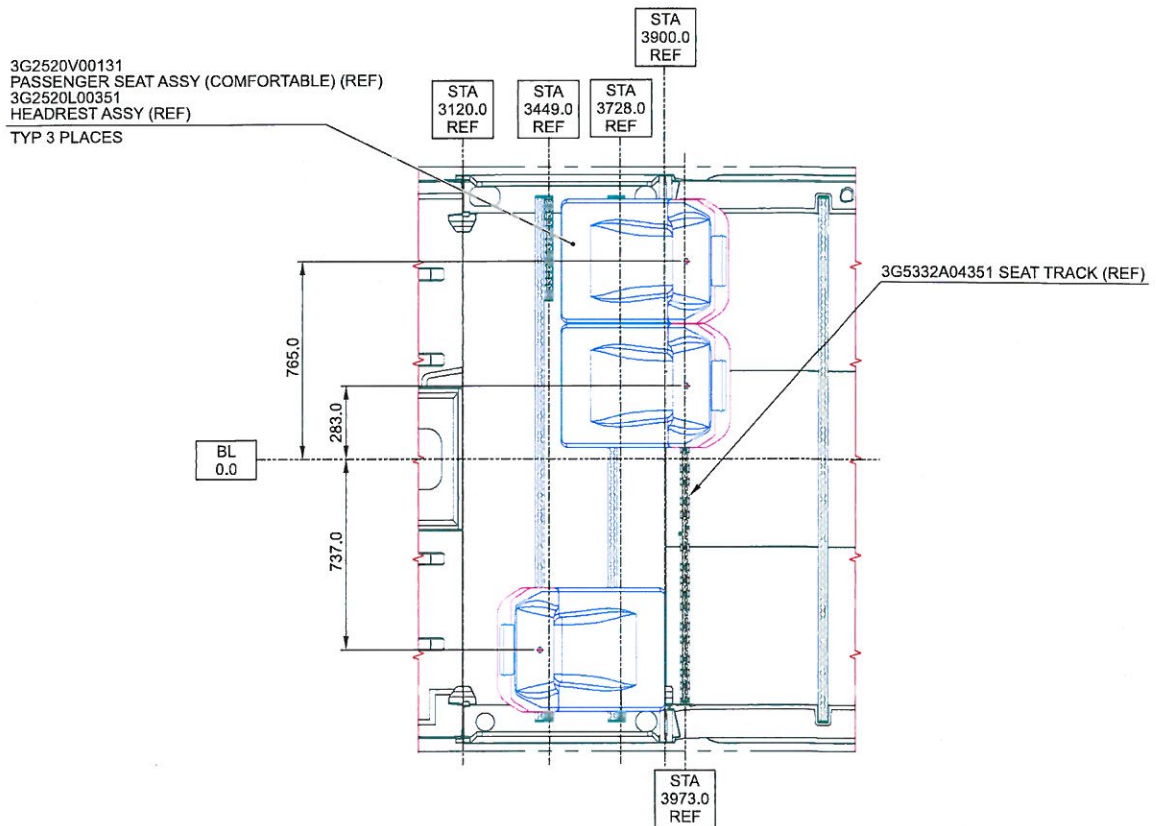 STA
3900.0
REF
3G2520V00131
PASSENGER SEAT ASSY (COMFORTABLE) (REF)
3G2520L00351
HEADREST ASSY (REF)
TYP 3 PLACES
STA
3120.0
REF
STA
3449.0
REF
STA
3728.0
REF
3G5332A04351 SEAT TRACK (REF)
765.0
283.0
BL
0.0
737.0
STA
3973.0
REF